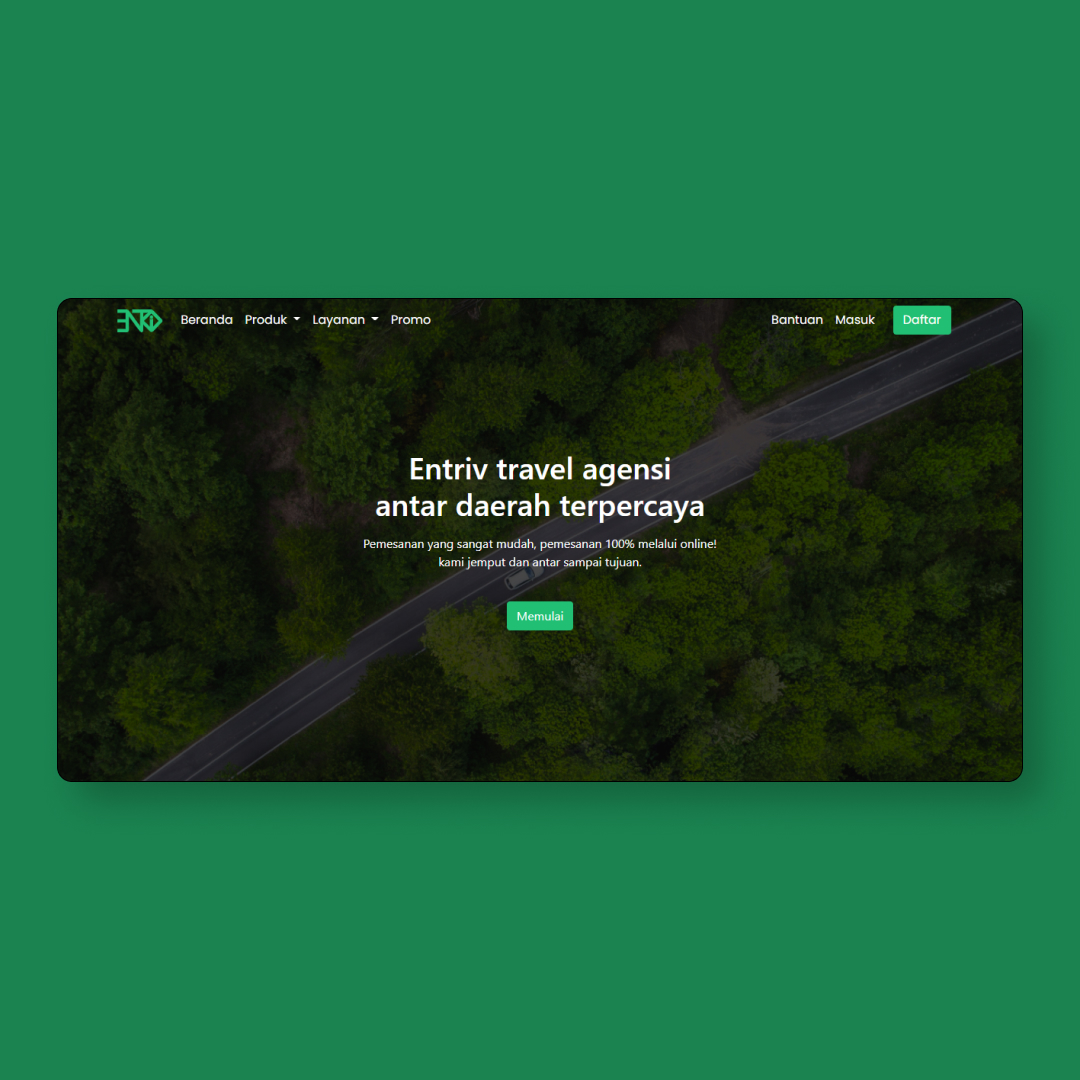 Beranda Produk Layanan Promo Bantuan Masuk Daftar
Entriv travel agensi
antar daerah terpercaya
Pemesanan yang sangat mudah, pemesanan 100% melalui online!
kami jemput dan antar sampai tujuan.
Memulai